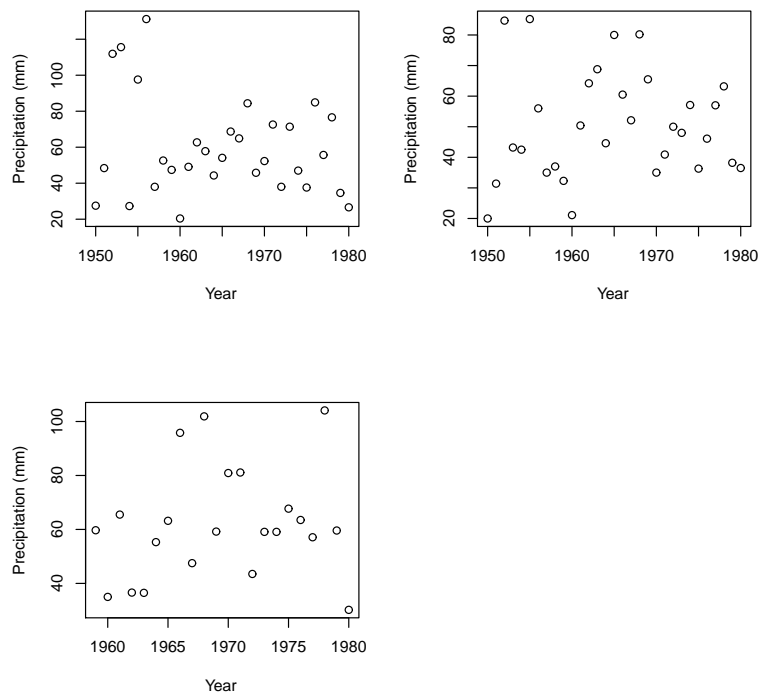 Precipitation (mm)
20 40 60 80 100
1950 1960 1970 1980
Year
Precipitation (mm)
20 40 60 80
1950 1960 1970 1980
Year
Precipitation (mm)
40 60 80 100
1960 1965 1970 1975 1980
Year